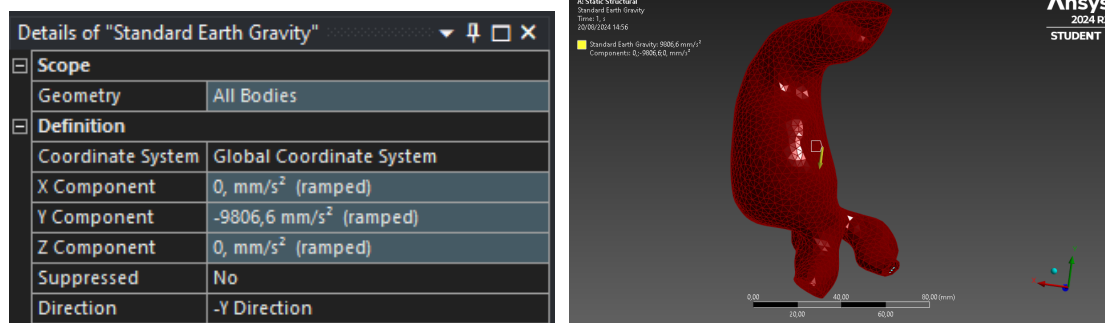 Details of "Standard Earth Gravity"
Scope
Geometry All Bodies
Definition
Coordinate System Global Coordinate System
X Component 0, mm/s² (ramped)
Y Component -9806,6 mm/s² (ramped)
Z Component 0, mm/s² (ramped)
Suppressed No
Direction -Y Direction
A: Static Structural
Standard Earth Gravity
Time: 1, s
20/08/2024 14:56
Standard Earth Gravity: 9806,6 mm/s²
Components: 0,;-9806,6;0, mm/s²
Ansys
2024 R
STUDENT
0,00 40,00 80,00 (mm)
20,00 60,00